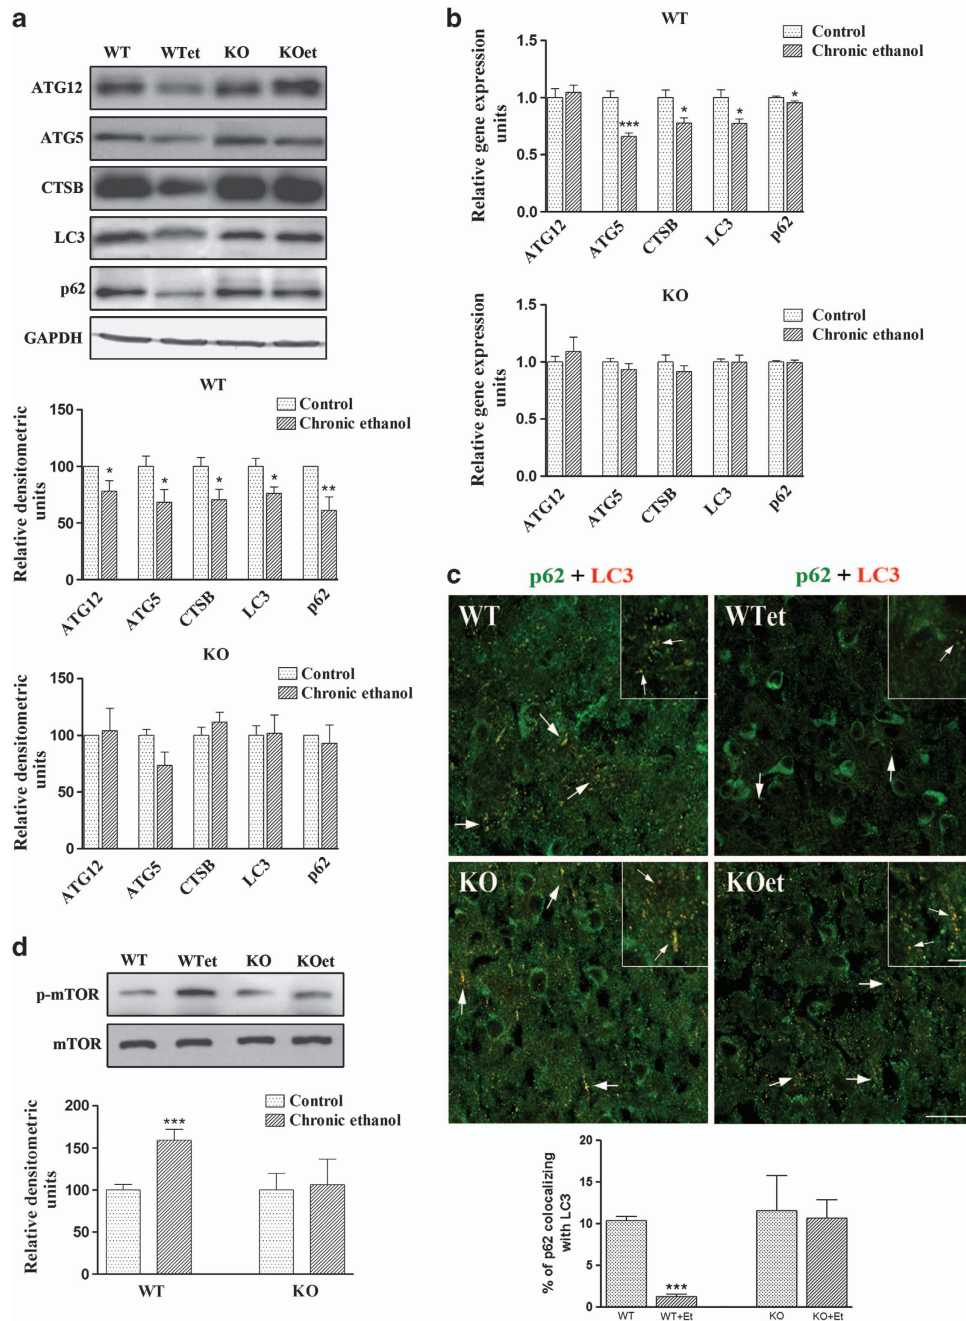 a
WT WTet KO KOet
ATG12
ATG5
CTSB
LC3
p62
GAPDH
WT
Relative densitometric
units
150
100
50
0
Control
Chronic ethanol
* * * * **
ATG12 ATG5 CTSB LC3 p62
KO
Relative densitometric
units
150
100
50
0
Control
Chronic ethanol
ATG12 ATG5 CTSB LC3 p62
b
WT
Relative gene expression
units
1.5
1.0
0.5
0.0
Control
Chronic ethanol
*** * * *
ATG12 ATG5 CTSB LC3 p62
KO
Relative gene expression
units
1.5
1.0
0.5
0.0
Control
Chronic ethanol
ATG12 ATG5 CTSB LC3 p62
c
p62 + LC3 p62 + LC3
WT WTet
KO KOet
% of p62 colocalizing
with LC3
20
15
10
5
0
***
WT WT+Et KO KO+Et
d
WT WTet KO KOet
p-mTOR
mTOR
Relative densitometric
units
200
150
100
50
0
Control
Chronic ethanol
***
WT KO